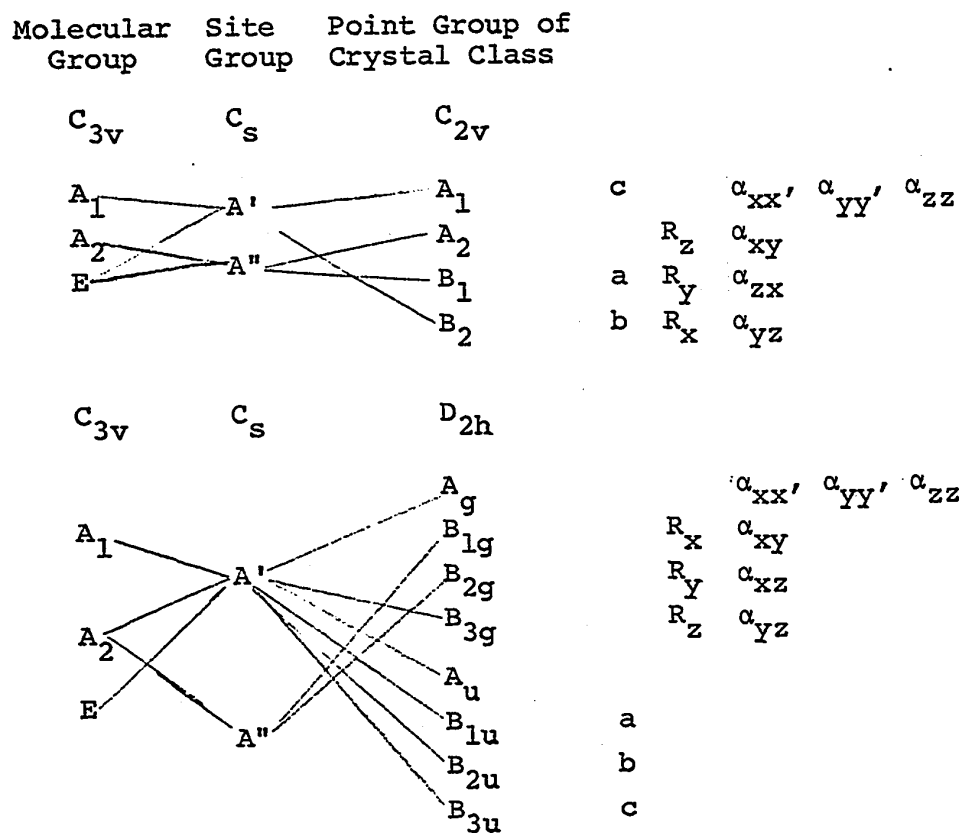 Molecular Site Point Group of
Group Group Crystal Class
C3v Cs C2v
A1 A' A1 c αxx, αyy, αzz
A2 A" A2 Rz αxy
E B1 a Ry αzx
B2 b Rx αyz
C3v Cs D2h
Ag αxx, αyy, αzz
A1 B1g Rx αxy
A' B2g Ry αxz
B3g Rz αyz
A2 Au
E A" B1u a
B2u b
B3u c